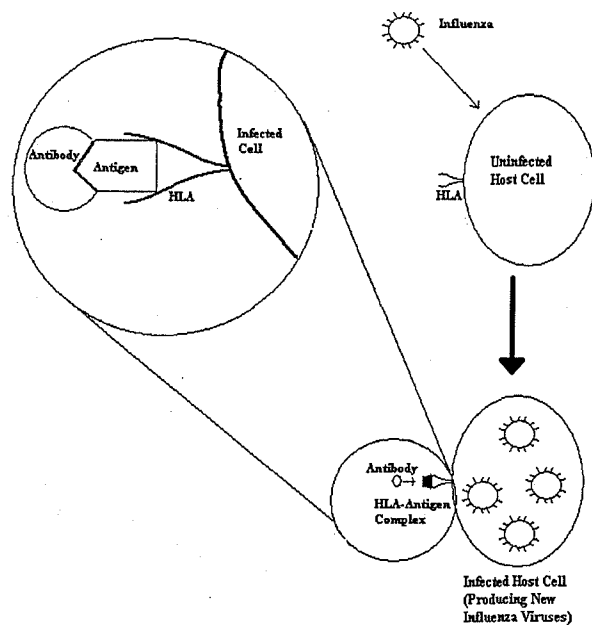 Influenza
Infected
Cell
Antibody
Antigen
HLA
Uninfected
Host Cell
HLA
Antibody
HLA-Antigen
Complex
Infected Host Cell
(Producing New
Influenza Viruses)